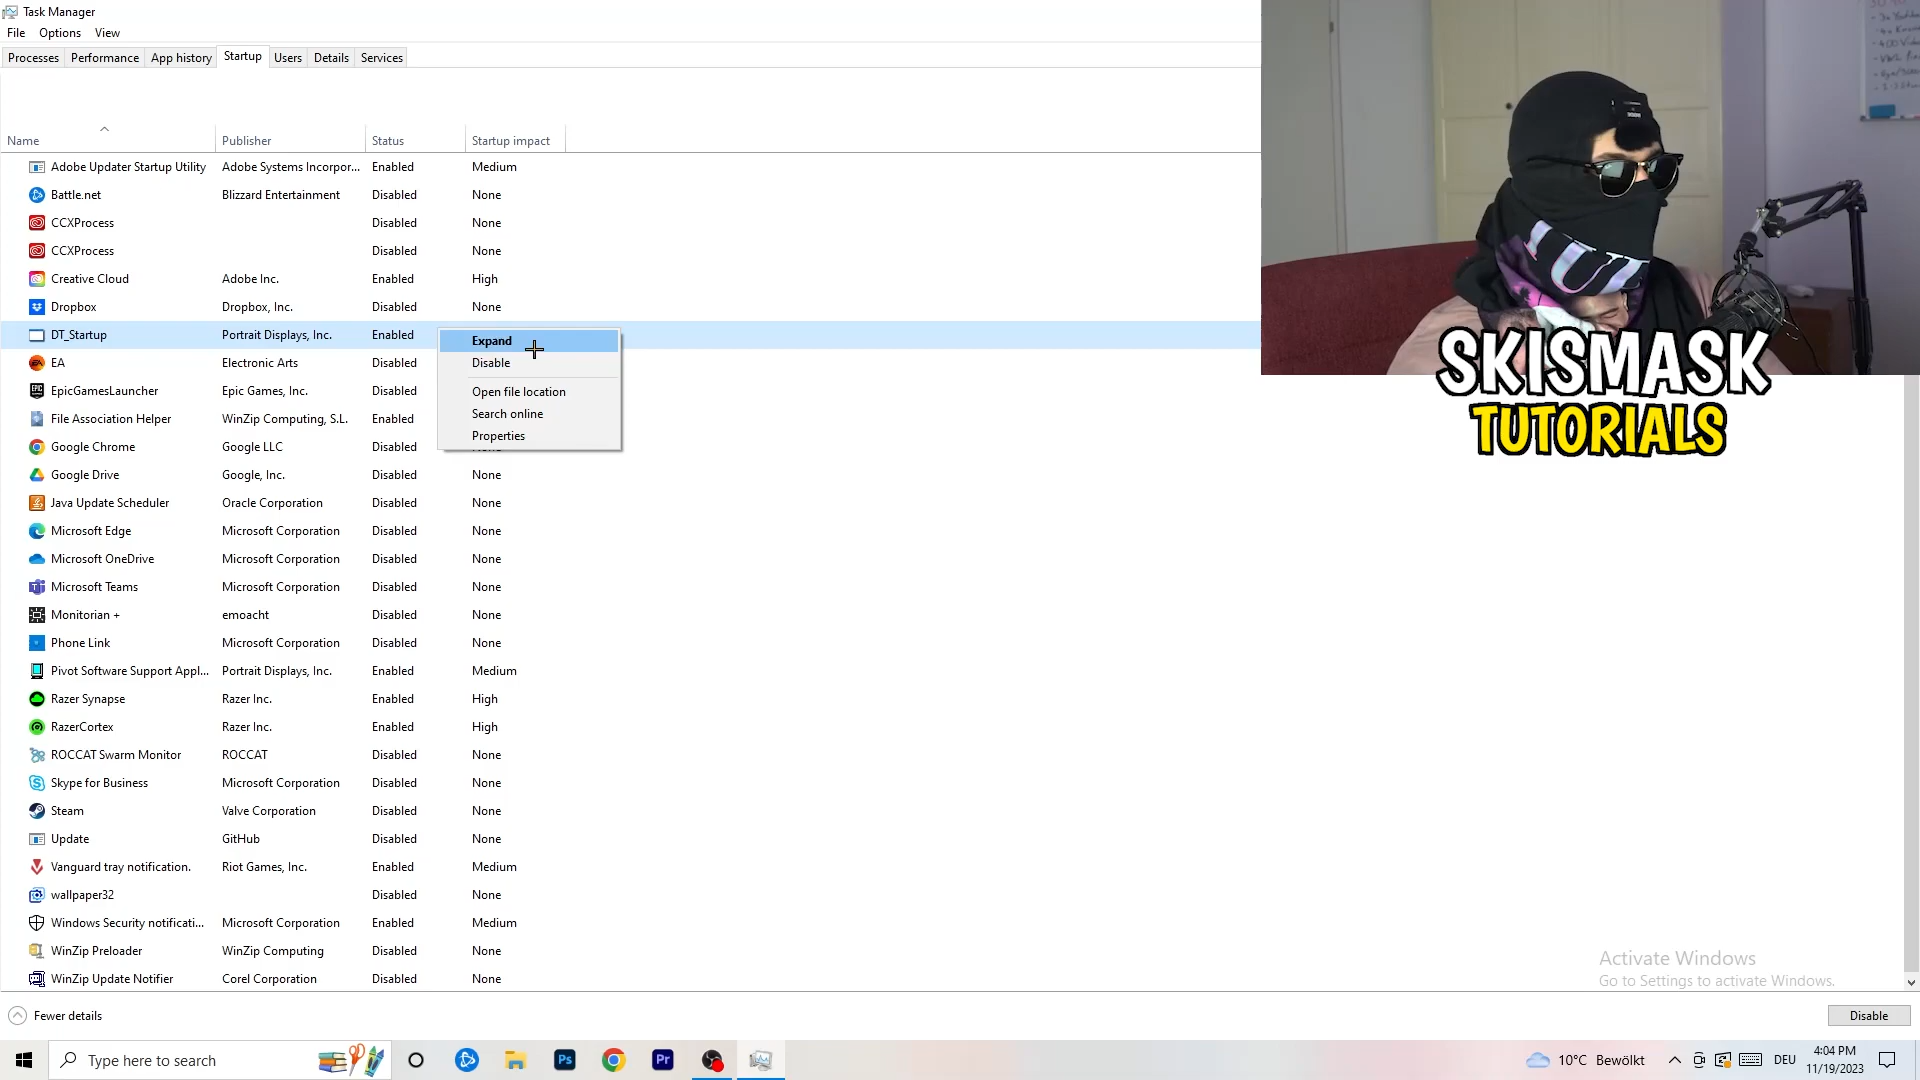 Task Manager
File Options View
Processes Performance App history Startup Users Details Services
Name Publisher Status Startup impact
Adobe Updater Startup Utility Adobe Systems Incorpor... Enabled Medium
Battle.net Blizzard Entertainment Disabled None
CCXProcess Disabled None
CCXProcess Disabled None
Creative Cloud Adobe Inc. Enabled High
Dropbox Dropbox, Inc. Disabled None
DT_Startup Portrait Displays, Inc. Enabled
EA Electronic Arts Disabled
EpicGamesLauncher Epic Games, Inc. Disabled
File Association Helper WinZip Computing, S.L. Enabled
Google Chrome Google LLC Disabled
Google Drive Google, Inc. Disabled None
Java Update Scheduler Oracle Corporation Disabled None
Microsoft Edge Microsoft Corporation Disabled None
Microsoft OneDrive Microsoft Corporation Disabled None
Microsoft Teams Microsoft Corporation Disabled None
Monitorian + emoacht Disabled None
Phone Link Microsoft Corporation Disabled None
Pivot Software Support Appl... Portrait Displays, Inc. Enabled Medium
Razer Synapse Razer Inc. Enabled High
RazerCortex Razer Inc. Enabled High
ROCCAT Swarm Monitor ROCCAT Disabled None
Skype for Business Microsoft Corporation Disabled None
Steam Valve Corporation Disabled None
Update GitHub Disabled None
Vanguard tray notification. Riot Games, Inc. Enabled Medium
wallpaper32 Disabled None
Windows Security notificati... Microsoft Corporation Enabled Medium
WinZip Preloader WinZip Computing Disabled None
WinZip Update Notifier Corel Corporation Disabled None
Expand
Disable
Open file location
Search online
Properties
SKISMASK
TUTORIALS
Activate Windows
Go to Settings to activate Windows.
Fewer details
Disable
Type here to search
Ps
Pr
10°C Bewölkt
DEU
4:04 PM
11/19/2023